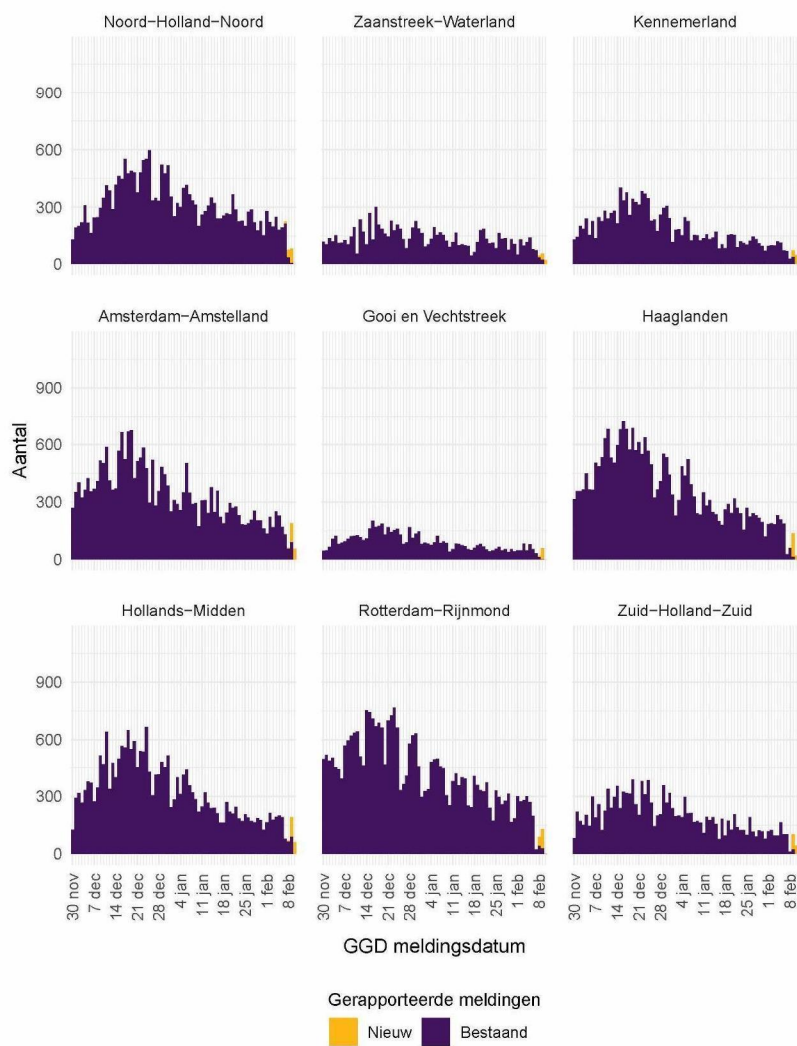 Noord-Holland-Noord
Zaanstreek-Waterland
Kennemerland
900
600
300
0
Amsterdam-Amstelland
Gooi en Vechtstreek
Haaglanden
Aantal
900
600
300
0
Hollands-Midden
Rotterdam-Rijnmond
Zuid-Holland-Zuid
900
600
300
0
30 nov
7 dec
14 dec
21 dec
28 dec
4 jan
11 jan
18 jan
25 jan
1 feb
8 feb
30 nov
7 dec
14 dec
21 dec
28 dec
4 jan
11 jan
18 jan
25 jan
1 feb
8 feb
30 nov
7 dec
14 dec
21 dec
28 dec
4 jan
11 jan
18 jan
25 jan
1 feb
8 feb
GGD meldingsdatum
Gerapporteerde meldingen
Nieuw
Bestaand